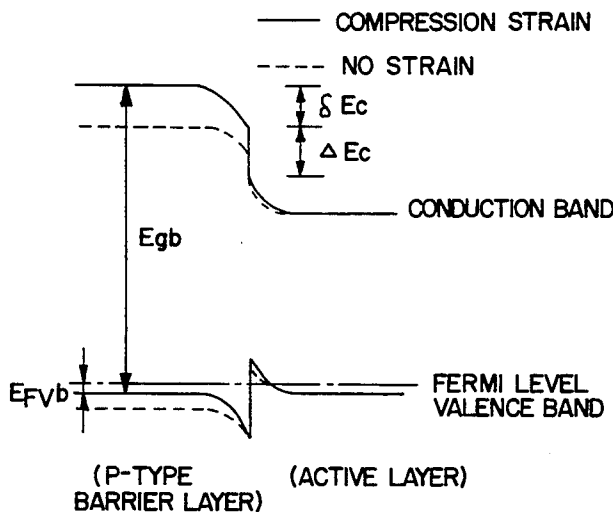 COMPRESSION STRAIN
NO STRAIN
δ Ec
Δ Ec
CONDUCTION BAND
Egb
EFVb
FERMI LEVEL
VALENCE BAND
(P-TYPE
BARRIER LAYER)
(ACTIVE LAYER)